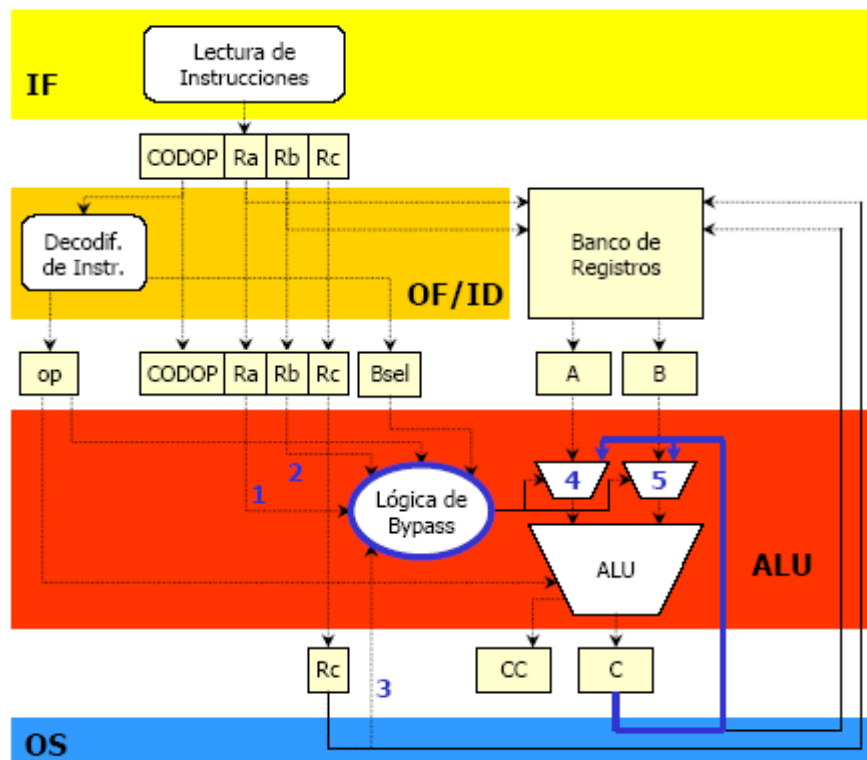 Lectura de
Instrucciones
IF
CODOP Ra Rb Rc
Decodif.
de Instr.
Banco de
Registros
OF/ID
op CODOP Ra Rb Rc Bsel A B
2
4 5
1
Lógica de
Bypass
ALU
ALU
Rc CC C
3
OS